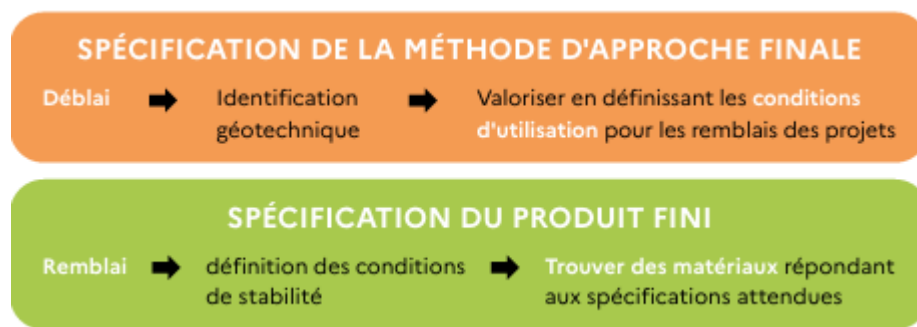 SPÉCIFICATION DE LA MÉTHODE D'APPROCHE FINALE
Déblai ➡ Identification ➡ Valoriser en définissant les conditions
géotechnique d'utilisation pour les remblais des projets
SPÉCIFICATION DU PRODUIT FINI
Remblai ➡ définition des conditions ➡ Trouver des matériaux répondant
de stabilité aux spécifications attendues